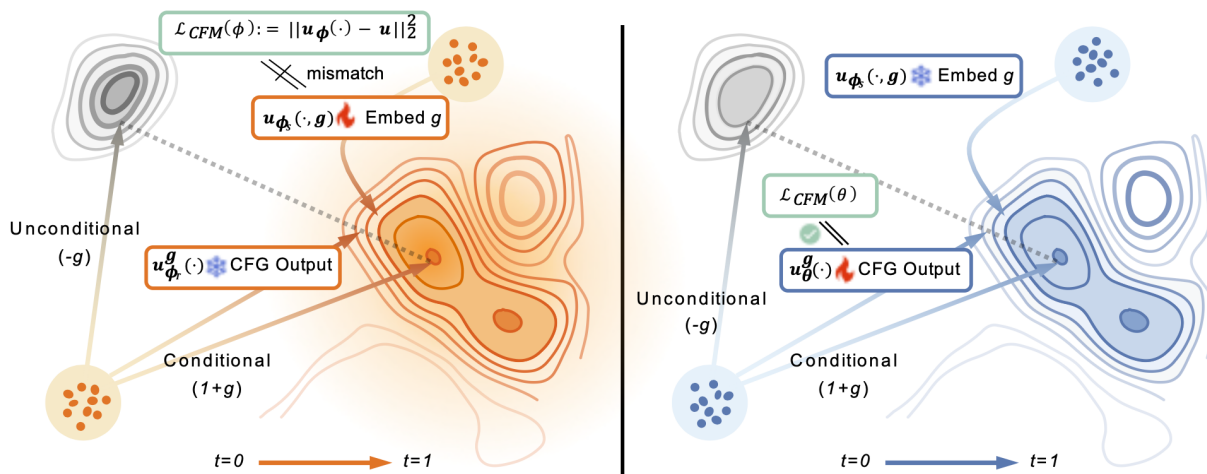 ℒ_CFM(ϕ) := ||u_ϕ(·) − u||₂²
mismatch
u_ϕs(·, g) Embed g
Unconditional
(-g)
u^g_ϕr(·) CFG Output
Conditional
(1+g)
t=0 t=1
u_ϕs(·, g) Embed g
ℒ_CFM(θ)
u^g_θ(·) CFG Output
Unconditional
(-g)
Conditional
(1+g)
t=0 t=1